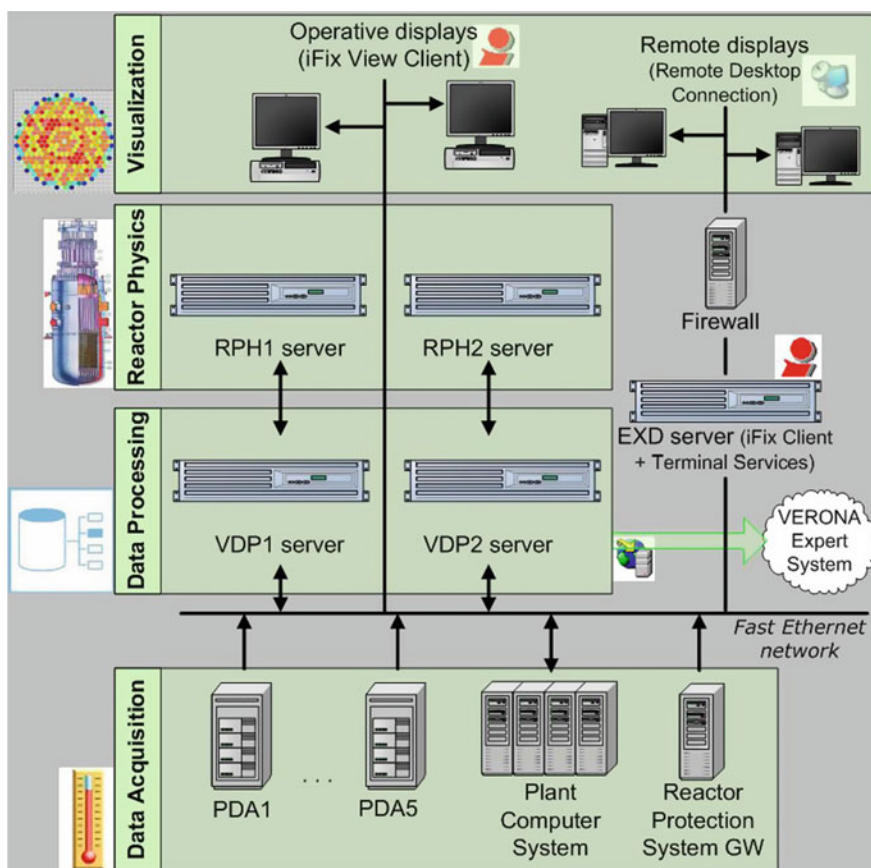 Visualization
Operative displays
(iFix View Client)
Remote displays
(Remote Desktop
Connection)
Reactor Physics
RPH1 server
RPH2 server
Firewall
EXD server (iFix Client
+ Terminal Services)
Data Processing
VDP1 server
VDP2 server
VERONA
Expert
System
Fast Ethernet
network
Data Acquisition
PDA1
. . .
PDA5
Plant
Computer
System
Reactor
Protection
System GW